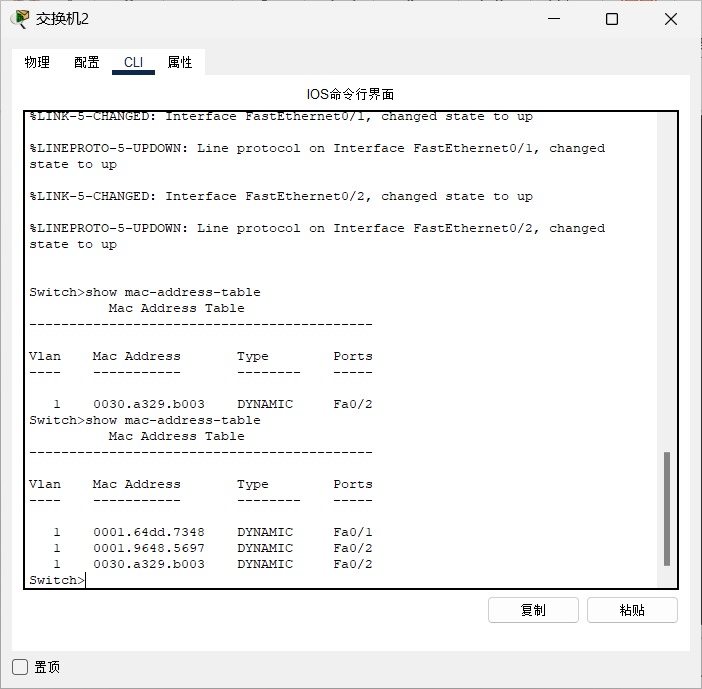 交换机2
物理 配置 CLI 属性
IOS命令行界面
%LINK-5-CHANGED: Interface FastEthernet0/1, changed state to up
%LINEPROTO-5-UPDOWN: Line protocol on Interface FastEthernet0/1, changed
state to up
%LINK-5-CHANGED: Interface FastEthernet0/2, changed state to up
%LINEPROTO-5-UPDOWN: Line protocol on Interface FastEthernet0/2, changed
state to up
Switch>show mac-address-table
Mac Address Table
-------------------------------------------
Vlan Mac Address Type Ports
---- ----------- -------- -----
1 0030.a329.b003 DYNAMIC Fa0/2
Switch>show mac-address-table
Mac Address Table
-------------------------------------------
Vlan Mac Address Type Ports
---- ----------- -------- -----
1 0001.64dd.7348 DYNAMIC Fa0/1
1 0001.9648.5697 DYNAMIC Fa0/2
1 0030.a329.b003 DYNAMIC Fa0/2
Switch>
复制 粘贴
置顶